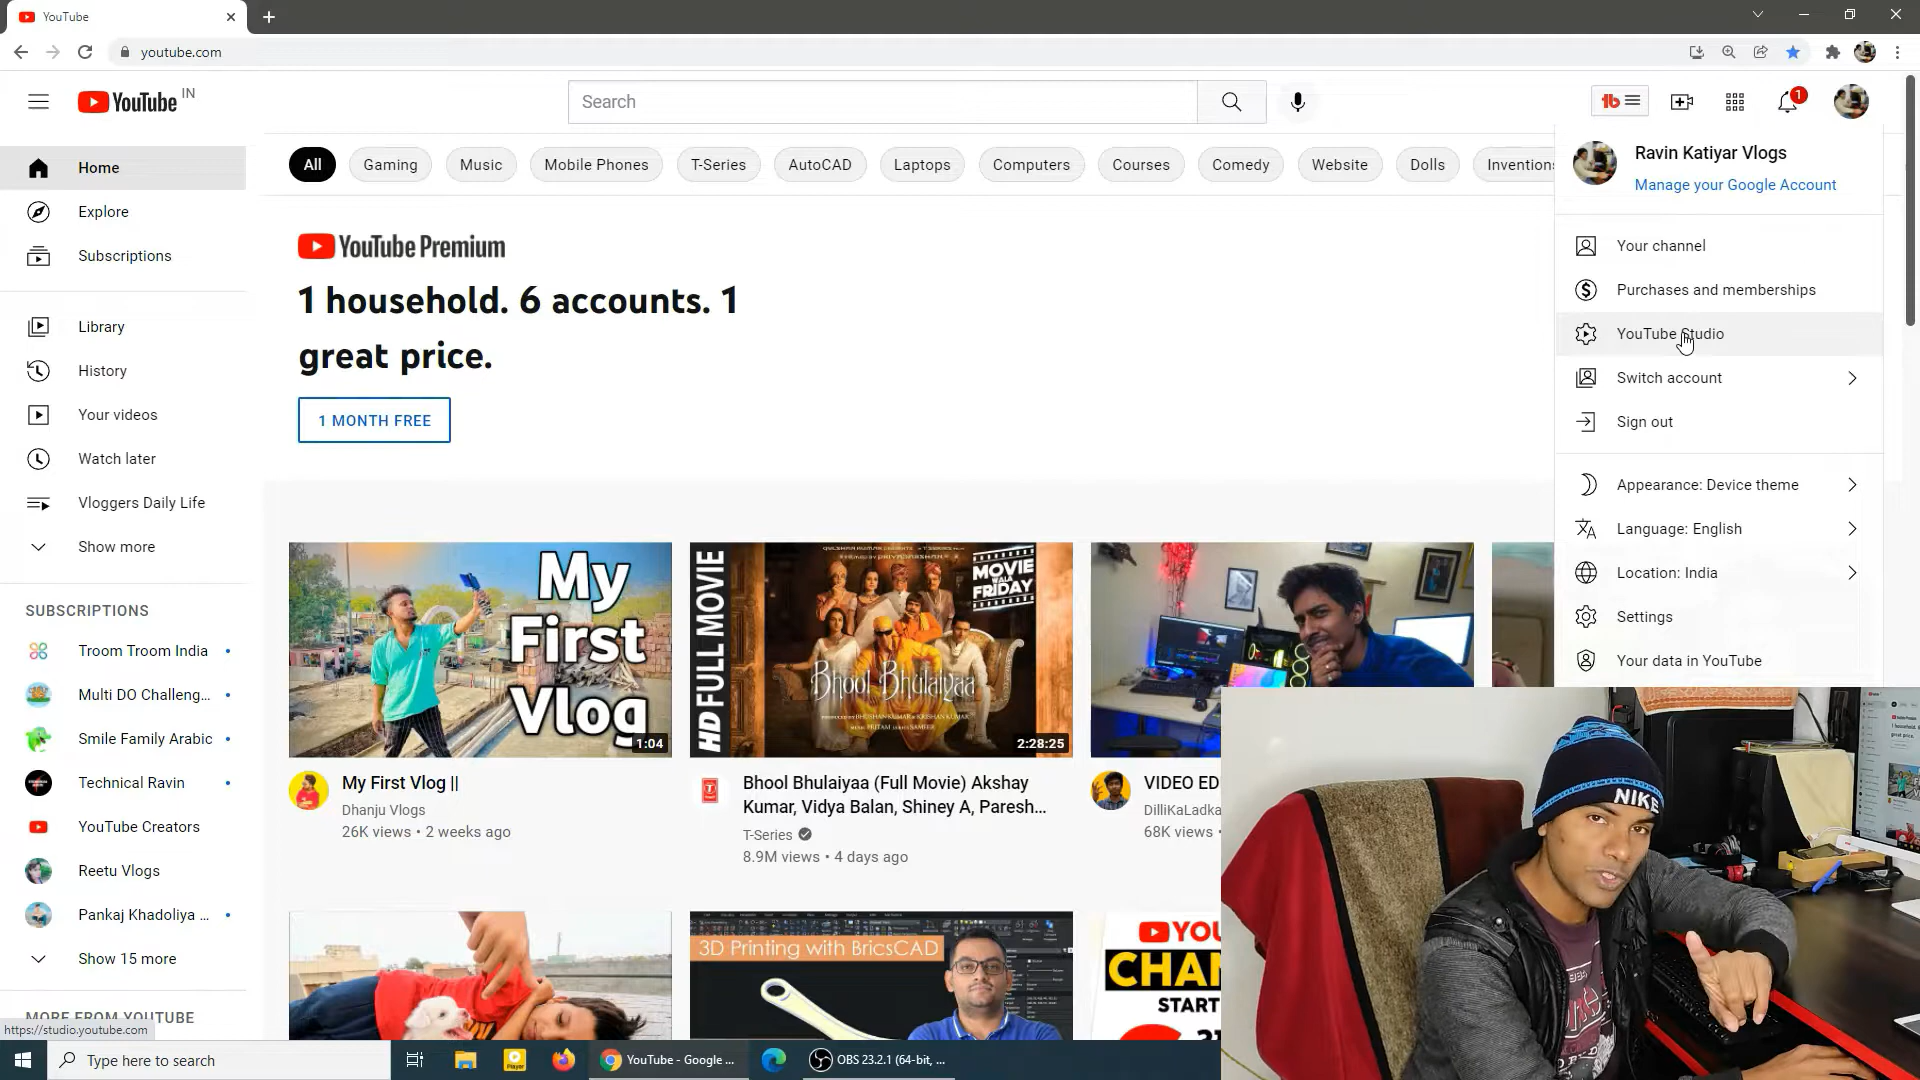 YouTube
youtube.com
YouTube IN
Search
1
Home
Explore
Subscriptions
Library
History
Your videos
Watch later
Vloggers Daily Life
Show more
SUBSCRIPTIONS
Troom Troom India
Multi DO Challeng...
Smile Family Arabic
Technical Ravin
YouTube Creators
Reetu Vlogs
Pankaj Khadoliya ...
Show 15 more
MORE FROM YOUTUBE
https://studio.youtube.com
All
Gaming
Music
Mobile Phones
T-Series
AutoCAD
Laptops
Computers
Courses
Comedy
Website
Dolls
Inventions
YouTube Premium
1 household. 6 accounts. 1
great price.
1 MONTH FREE
My
First
Vlog
1:04
My First Vlog ||
Dhanju Vlogs
26K views • 2 weeks ago
HD FULL MOVIE
MOVIE
WALA
FRIDAY
Bhool Bhulaiyaa
2:28:25
Bhool Bhulaiyaa (Full Movie) Akshay
Kumar, Vidya Balan, Shiney A, Paresh...
T-Series
8.9M views • 4 days ago
VIDEO ED
DilliKaLadka
68K views •
3D Printing with BricsCAD
YOU
CHAN
START
Ravin Katiyar Vlogs
Manage your Google Account
Your channel
Purchases and memberships
YouTube Studio
Switch account
Sign out
Appearance: Device theme
Language: English
Location: India
Settings
Your data in YouTube
NIKE
Type here to search
Player
YouTube - Google ...
OBS 23.2.1 (64-bit, ...